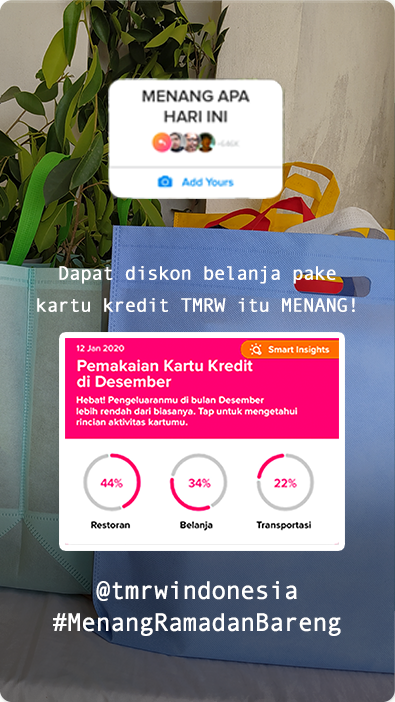 MENANG APA
HARI INI
Add Yours
Dapat diskon belanja pake
kartu kredit TMRW itu MENANG!
12 Jan 2020
Smart Insights
Pemakaian Kartu Kredit
di Desember
Hebat! Pengeluaranmu di bulan Desember
lebih rendah dari biasanya. Tap untuk mengetahui
rincian aktivitas kartumu.
44%
34%
22%
Restoran
Belanja
Transportasi
@tmrwindonesia
#MenangRamadanBareng